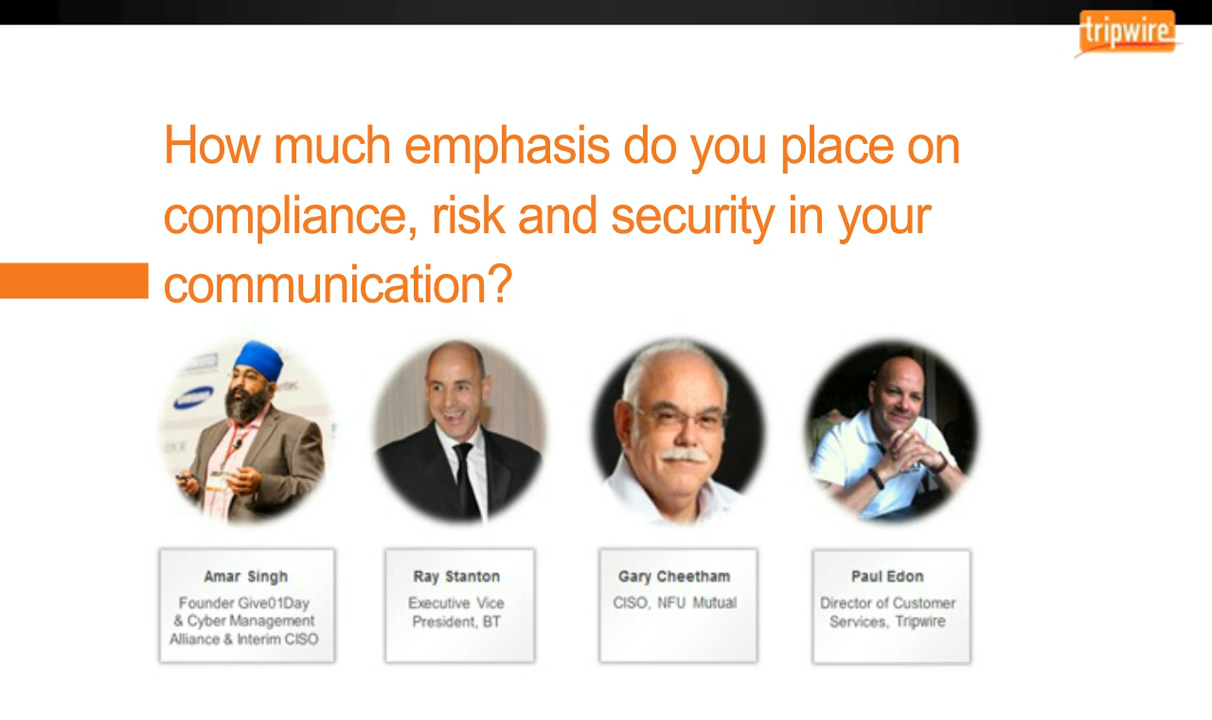 tripwire
How much emphasis do you place on
compliance, risk and security in your
communication?
SAMSUNG
Amar Singh
Founder Give01Day
& Cyber Management
Alliance & Interim CISO
Ray Stanton
Executive Vice
President, BT
Gary Cheetham
CISO, NFU Mutual
Paul Edon
Director of Customer
Services, Tripwire